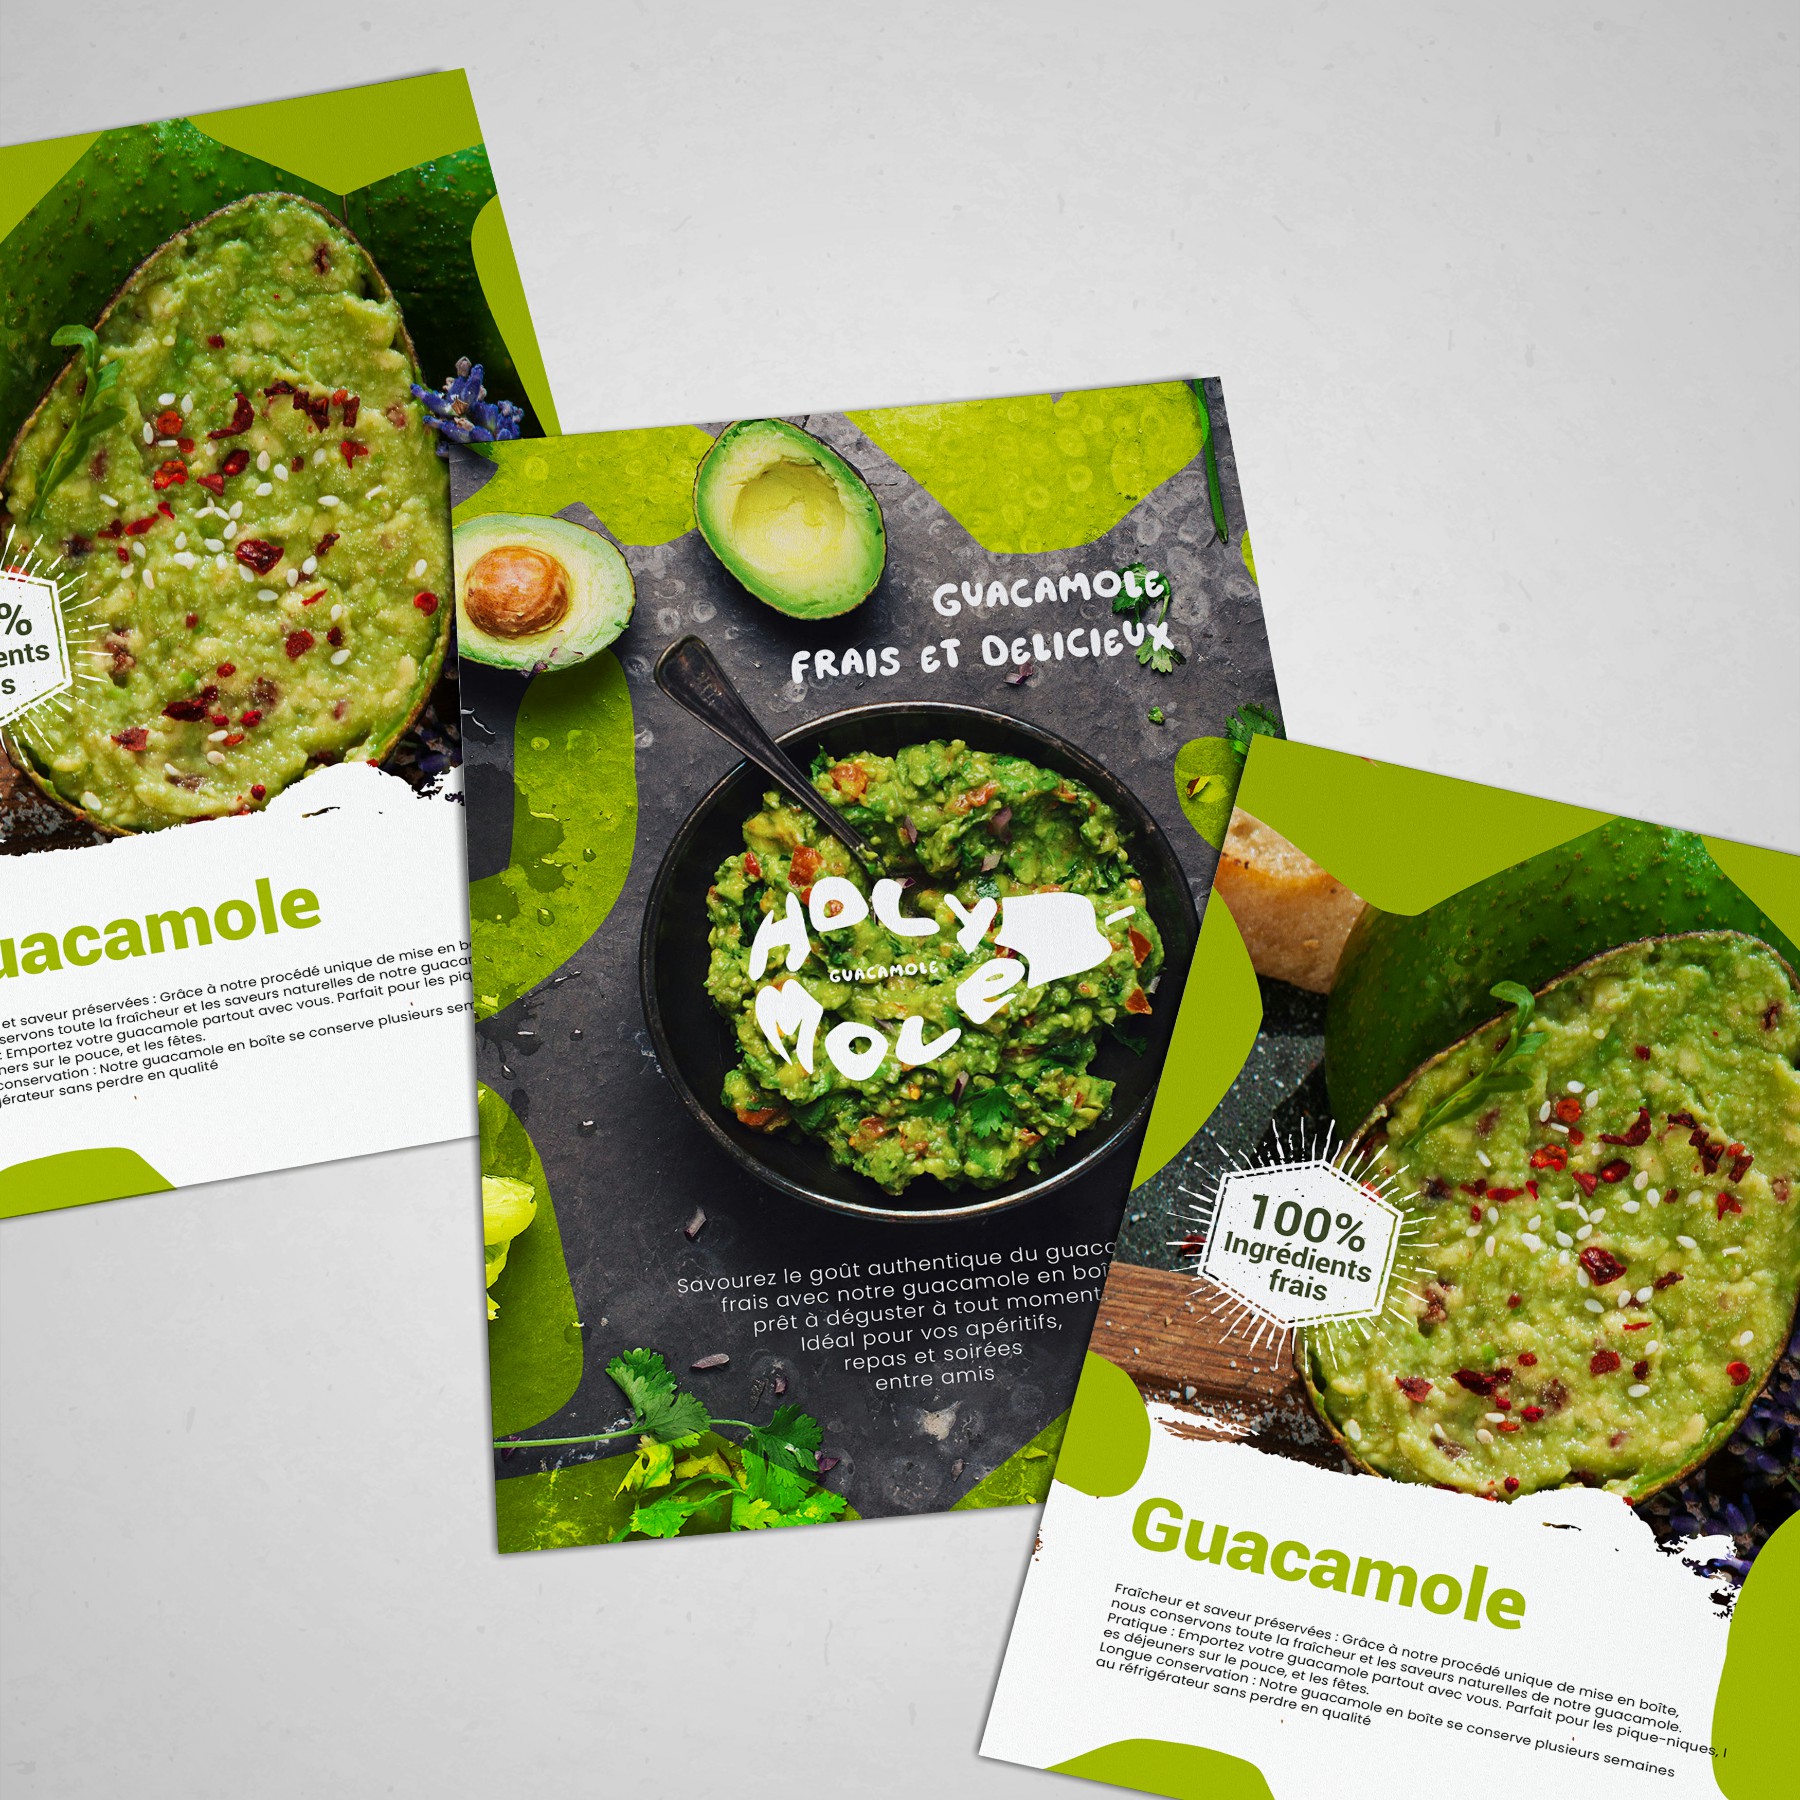 %
ents
s
uacamole
et saveur préservées : Grâce à notre procédé unique de mise en
servons toute la fraîcheur et les saveurs naturelles de notre guacar
: Emportez votre guacamole partout avec vous. Parfait pour les piq
ners sur le pouce, et les fêtes.
conservation : Notre guacamole en boîte se conserve plusieurs sem
gérateur sans perdre en qualité
GUACAMOLE
FRAIS ET DELICIEUX
HOLY
GUACAMOLE
MOLE
Savourez le goût authentique du guaca
frais avec notre guacamole en boît
prêt à déguster à tout moment.
Idéal pour vos apéritifs,
repas et soirées
entre amis
100%
Ingrédients
frais
Guacamole
Fraîcheur et saveur préservées : Grâce à notre procédé unique de mise en boîte,
nous conservons toute la fraîcheur et les saveurs naturelles de notre guacamole.
Pratique : Emportez votre guacamole partout avec vous. Parfait pour les pique-niques, l
es déjeuners sur le pouce, et les fêtes.
Longue conservation : Notre guacamole en boîte se conserve plusieurs semaines
au réfrigérateur sans perdre en qualité